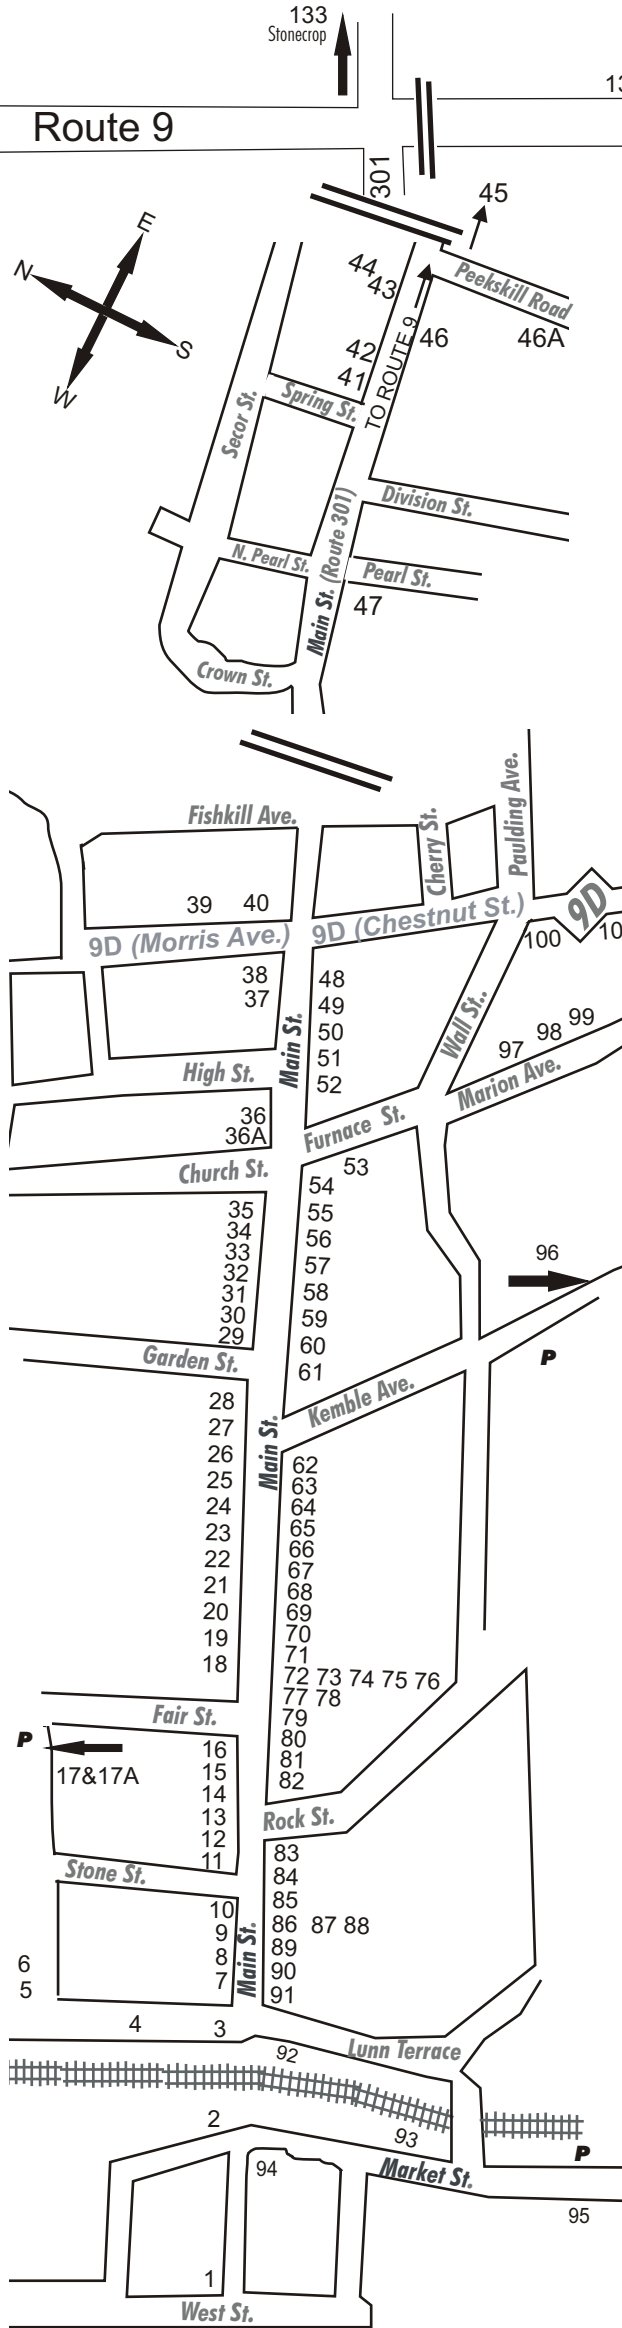 133
Stonecrop
13
Route 9
301
45
E
N
S
W
44
43
Peekskill Road
46
46A
42
41
TO ROUTE 9
Spring St.
Secor St.
Division St.
Main St. (Route 301)
N. Pearl St.
Pearl St.
47
Crown St.
Fishkill Ave.
Cherry St.
Paulding Ave.
39 40
9D (Morris Ave.)
9D (Chestnut St.)
9D
100
10
38
37
48
49
50
51
52
Main St.
Wall St..
99
98
97
Marion Ave.
High St.
36
36A
Furnace St.
Church St.
53
54
55
56
57
58
59
60
61
35
34
33
32
31
30
29
96
P
Garden St.
Kemble Ave.
Main St.
28
27
26
25
24
23
22
21
20
19
18
62
63
64
65
66
67
68
69
70
71
72 73 74 75 76
77 78
79
80
81
82
Fair St.
P
17&17A
16
15
14
13
12
11
Rock St.
Stone St.
83
84
85
86 87 88
89
90
91
10
9
8
7
Main St.
6
5
4
3
92
Lunn Terrace
2
93
P
94
Market St.
95
1
West St.